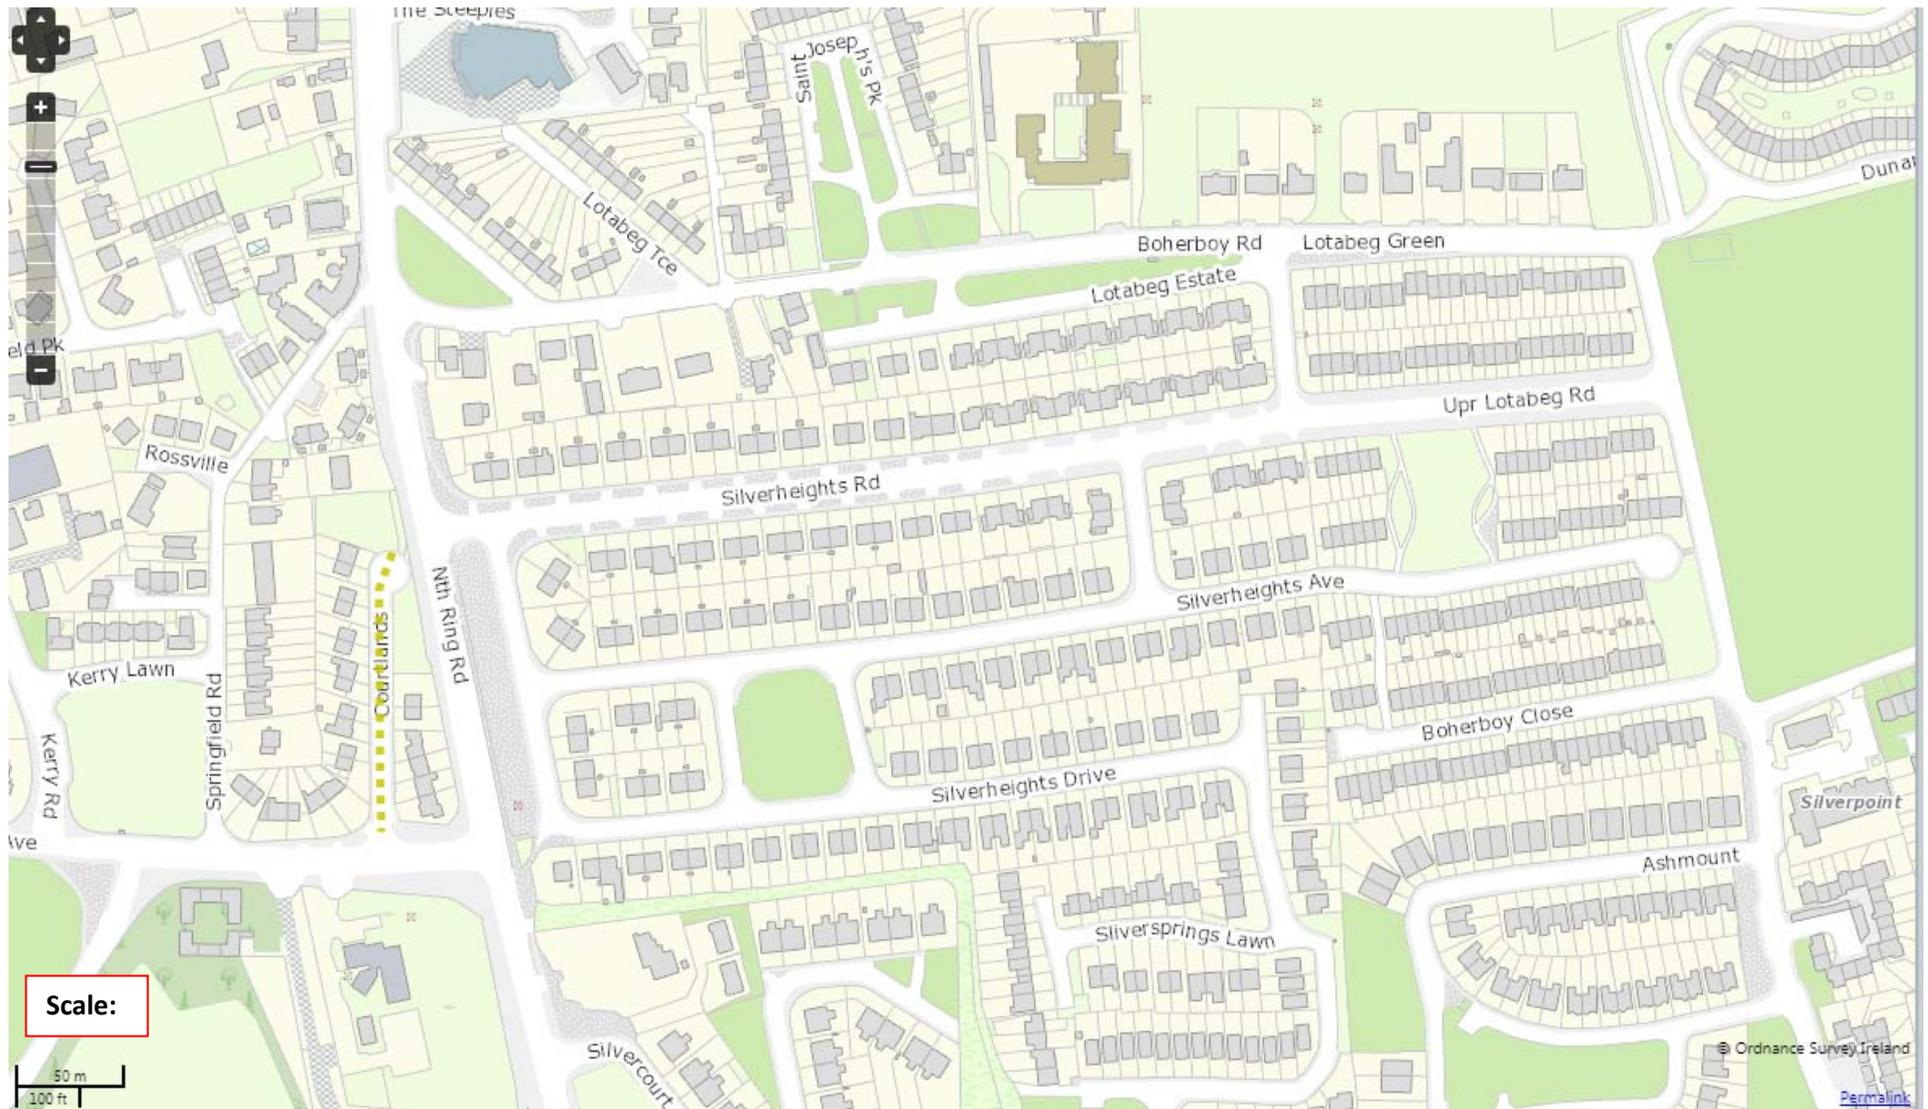 The Steeples
Saint Joseph's Pk
Lotabeg Tce
Duna
Boherboy Rd
Lotabeg Green
Lotabeg Estate
eld Pk
Upr Lotabeg Rd
Rossville
Silverheights Rd
Nth Ring Rd
Silverheights Ave
Courtlands
Kerry Lawn
Springfield Rd
Boherboy Close
Kerry Rd
Silverheights Drive
Silverpoint
Ave
Ashmount
Silversprings Lawn
Scale:
Silvercourt
© Ordnance Survey Ireland
50 m
100 ft
Permalink